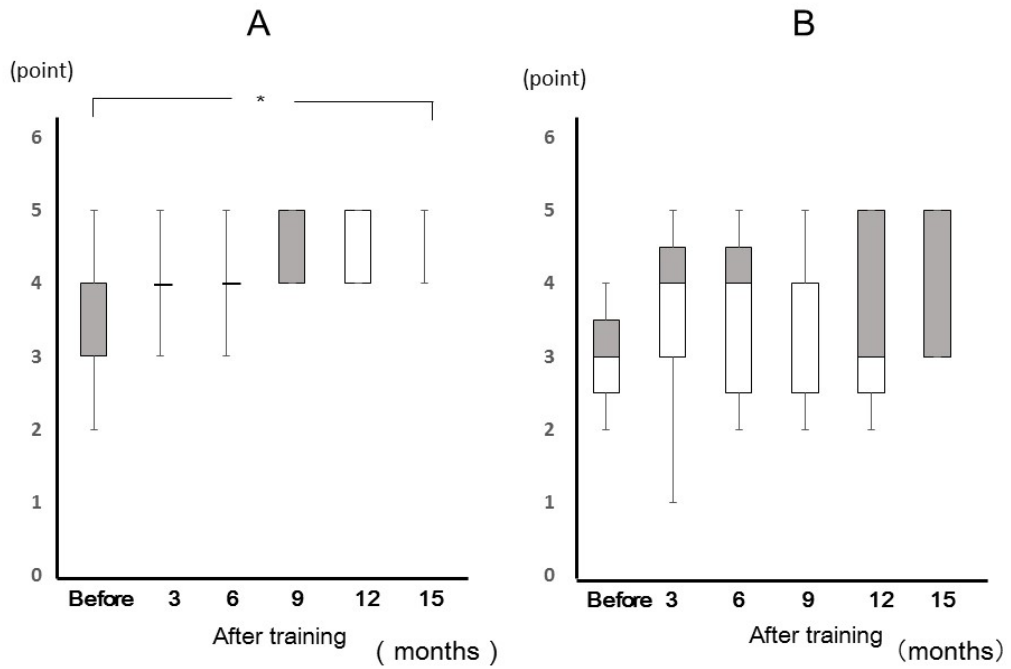 A
(point)
*
6
5
4
3
2
1
0
Before 3 6 9 12 15
After training
( months )
B
(point)
6
5
4
3
2
1
0
Before 3 6 9 12 15
After training
(months)